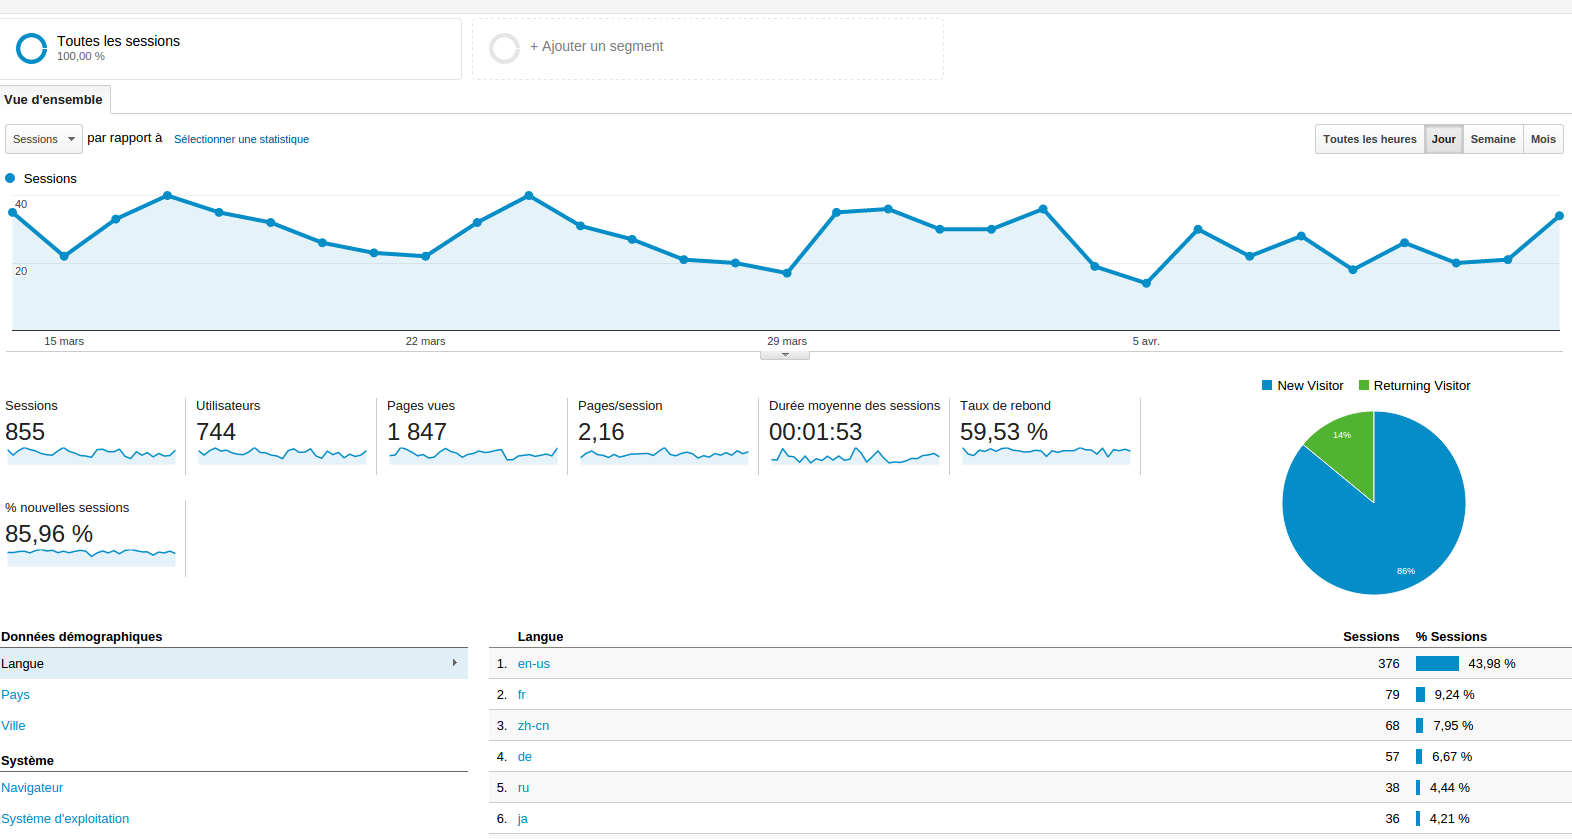 Toutes les sessions
100,00 %
+ Ajouter un segment
Vue d'ensemble
Sessions par rapport à Sélectionner une statistique
Toutes les heures Jour Semaine Mois
Sessions
40
20
15 mars 22 mars 29 mars 5 avr.
New Visitor Returning Visitor
Sessions Utilisateurs Pages vues Pages/session Durée moyenne des sessions Taux de rebond
855 744 1 847 2,16 00:01:53 59,53 %
14%
86%
% nouvelles sessions
85,96 %
Données démographiques
Langue
Pays
Ville
Système
Navigateur
Système d'exploitation
Langue Sessions % Sessions
1. en-us 376 43,98 %
2. fr 79 9,24 %
3. zh-cn 68 7,95 %
4. de 57 6,67 %
5. ru 38 4,44 %
6. ja 36 4,21 %